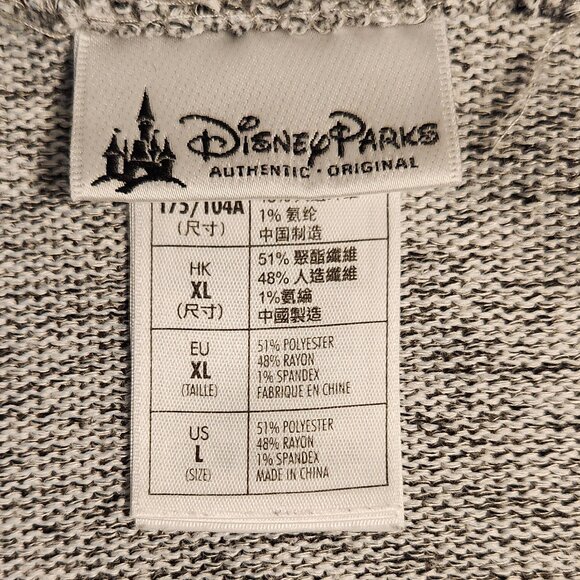 Disney Parks
AUTHENTIC · ORIGINAL
175/104A
(尺寸)
1% 氨纶
中国制造
HK
XL
(尺寸)
51% 聚酯纖維
48% 人造纖維
1%氨綸
中國製造
EU
XL
(TAILLE)
51% POLYESTER
48% RAYON
1% SPANDEX
FABRIQUE EN CHINE
US
L
(SIZE)
51% POLYESTER
48% RAYON
1% SPANDEX
MADE IN CHINA